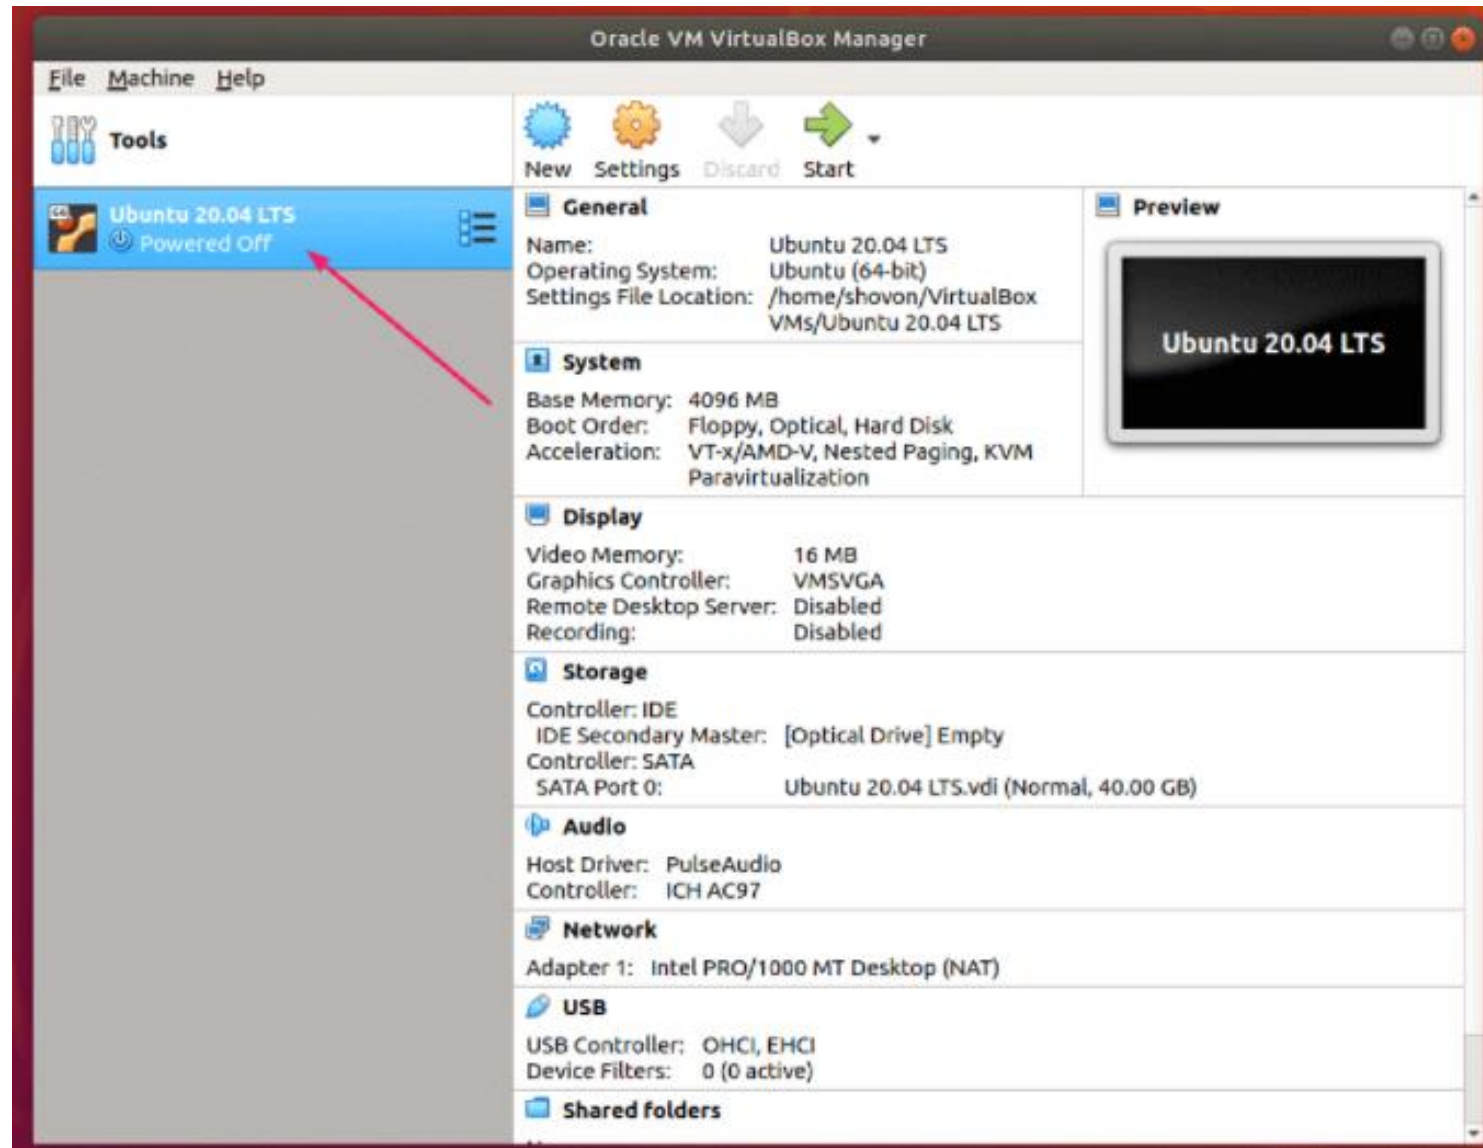 Oracle VM VirtualBox Manager
File Machine Help
Tools
New Settings Discard Start
Ubuntu 20.04 LTS
Powered Off
General
Name: Ubuntu 20.04 LTS
Operating System: Ubuntu (64-bit)
Settings File Location: /home/shovon/VirtualBox
VMs/Ubuntu 20.04 LTS
Preview
Ubuntu 20.04 LTS
System
Base Memory: 4096 MB
Boot Order: Floppy, Optical, Hard Disk
Acceleration: VT-x/AMD-V, Nested Paging, KVM
Paravirtualization
Display
Video Memory: 16 MB
Graphics Controller: VMSVGA
Remote Desktop Server: Disabled
Recording: Disabled
Storage
Controller: IDE
IDE Secondary Master: [Optical Drive] Empty
Controller: SATA
SATA Port 0: Ubuntu 20.04 LTS.vdi (Normal, 40.00 GB)
Audio
Host Driver: PulseAudio
Controller: ICH AC97
Network
Adapter 1: Intel PRO/1000 MT Desktop (NAT)
USB
USB Controller: OHCI, EHCI
Device Filters: 0 (0 active)
Shared folders